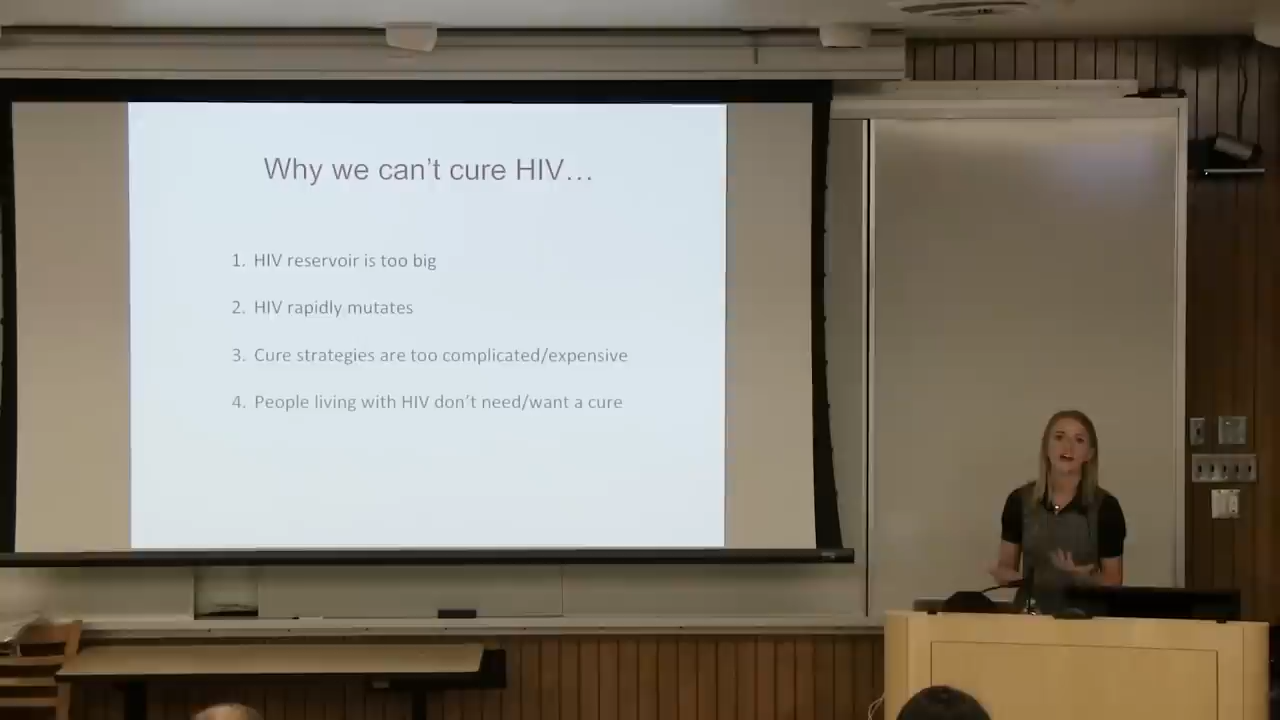 Why we can't cure HIV...
1. HIV reservoir is too big
2. HIV rapidly mutates
3. Cure strategies are too complicated/expensive
4. People living with HIV don't need/want a cure